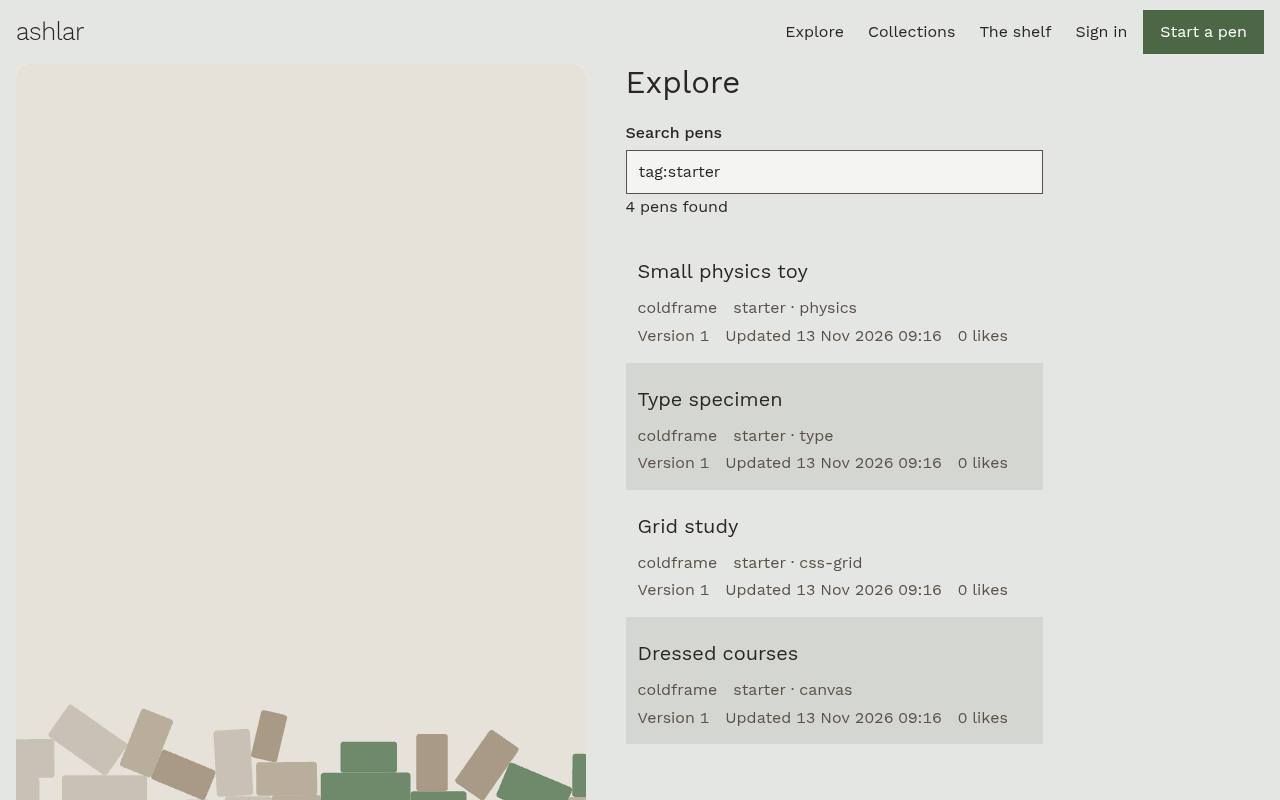 ashlar
Explore Collections The shelf Sign in Start a pen
Explore
Search pens
tag:starter
4 pens found
Small physics toy
coldframe starter · physics
Version 1 Updated 13 Nov 2026 09:16 0 likes
Type specimen
coldframe starter · type
Version 1 Updated 13 Nov 2026 09:16 0 likes
Grid study
coldframe starter · css-grid
Version 1 Updated 13 Nov 2026 09:16 0 likes
Dressed courses
coldframe starter · canvas
Version 1 Updated 13 Nov 2026 09:16 0 likes